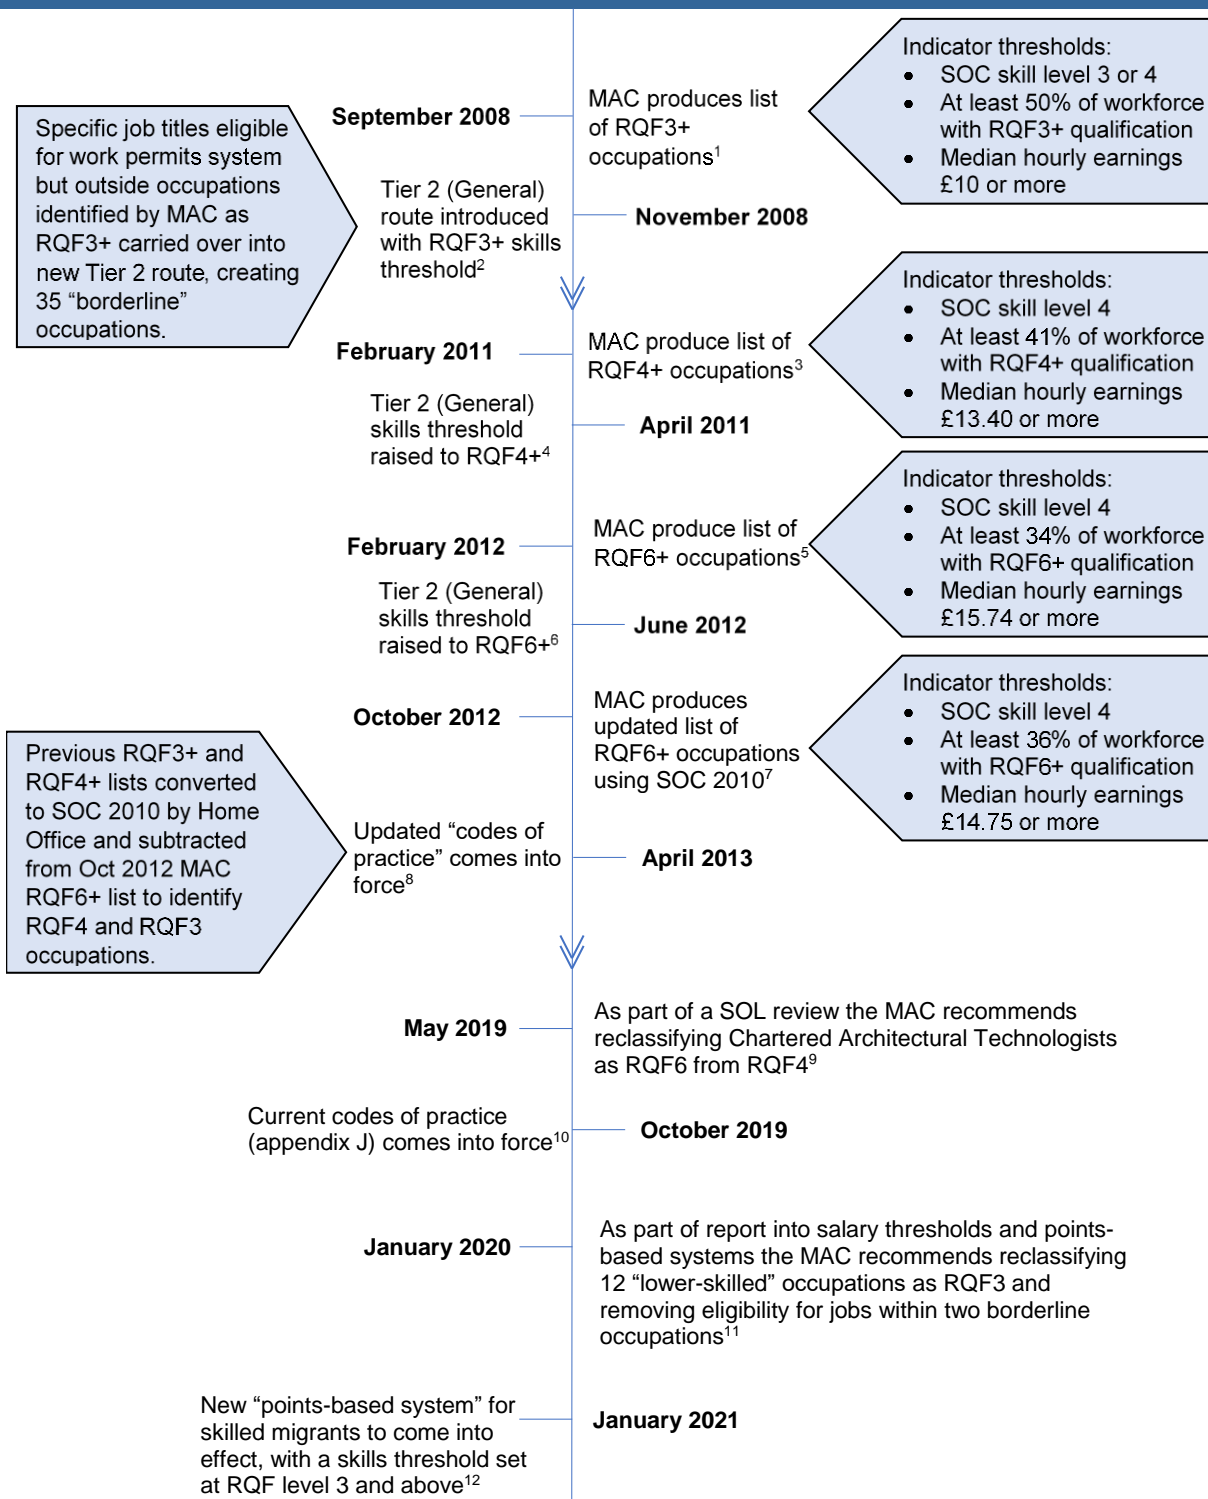 Indicator thresholds:
• SOC skill level 3 or 4
• At least 50% of workforce
with RQF3+ qualification
• Median hourly earnings
£10 or more
September 2008
MAC produces list
of RQF3+
occupations¹
Specific job titles eligible
for work permits system
but outside occupations
identified by MAC as
RQF3+ carried over into
new Tier 2 route, creating
35 “borderline”
occupations.
Tier 2 (General)
route introduced
with RQF3+ skills
threshold²
November 2008
Indicator thresholds:
• SOC skill level 4
• At least 41% of workforce
with RQF4+ qualification
• Median hourly earnings
£13.40 or more
February 2011
MAC produce list of
RQF4+ occupations³
Tier 2 (General)
skills threshold
raised to RQF4+⁴
April 2011
Indicator thresholds:
• SOC skill level 4
• At least 34% of workforce
with RQF6+ qualification
• Median hourly earnings
£15.74 or more
February 2012
MAC produce list of
RQF6+ occupations⁵
Tier 2 (General)
skills threshold
raised to RQF6+⁶
June 2012
Indicator thresholds:
• SOC skill level 4
• At least 36% of workforce
with RQF6+ qualification
• Median hourly earnings
£14.75 or more
October 2012
MAC produces
updated list of
RQF6+ occupations
using SOC 2010⁷
Previous RQF3+ and
RQF4+ lists converted
to SOC 2010 by Home
Office and subtracted
from Oct 2012 MAC
RQF6+ list to identify
RQF4 and RQF3
occupations.
Updated “codes of
practice” comes into
force⁸
April 2013
May 2019
As part of a SOL review the MAC recommends
reclassifying Chartered Architectural Technologists
as RQF6 from RQF4⁹
Current codes of practice
(appendix J) comes into force¹⁰
October 2019
January 2020
As part of report into salary thresholds and points-
based systems the MAC recommends reclassifying
12 “lower-skilled” occupations as RQF3 and
removing eligibility for jobs within two borderline
occupations¹¹
New “points-based system” for
skilled migrants to come into
effect, with a skills threshold set
at RQF level 3 and above¹²
January 2021